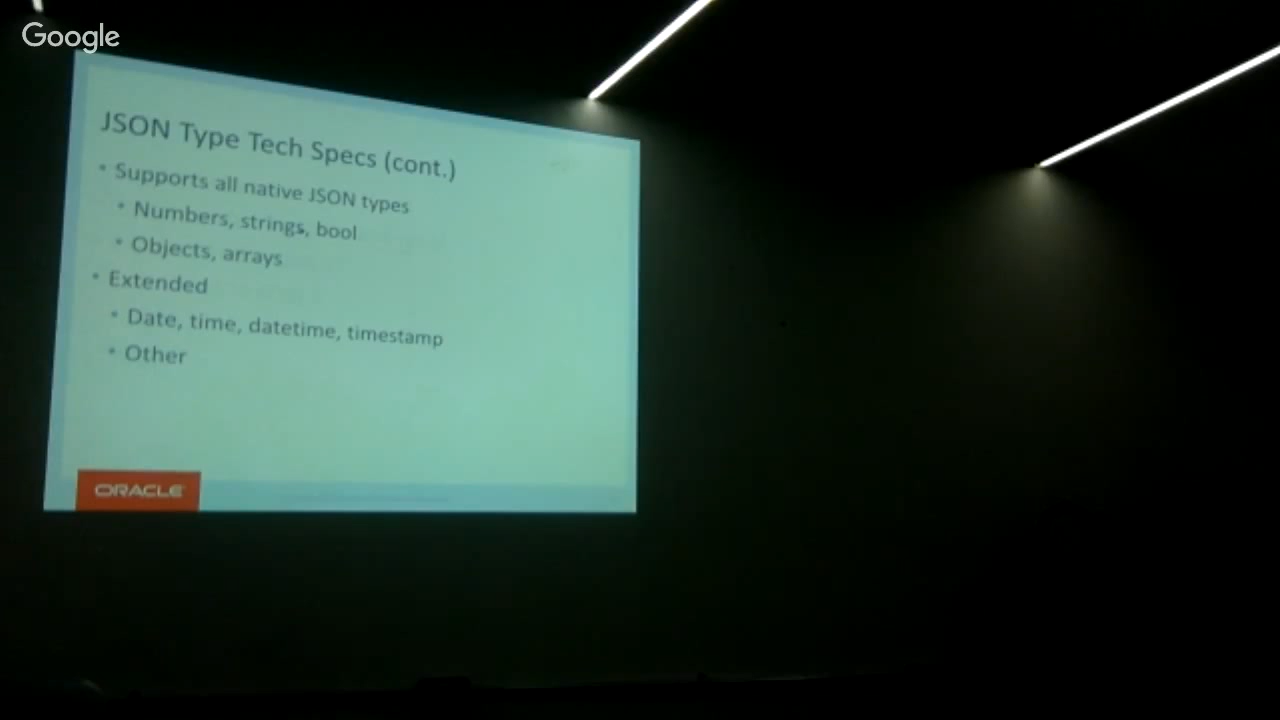 Google
JSON Type Tech Specs (cont.)
• Supports all native JSON types
• Numbers, strings, bool
• Objects, arrays
• Extended
• Date, time, datetime, timestamp
• Other
ORACLE